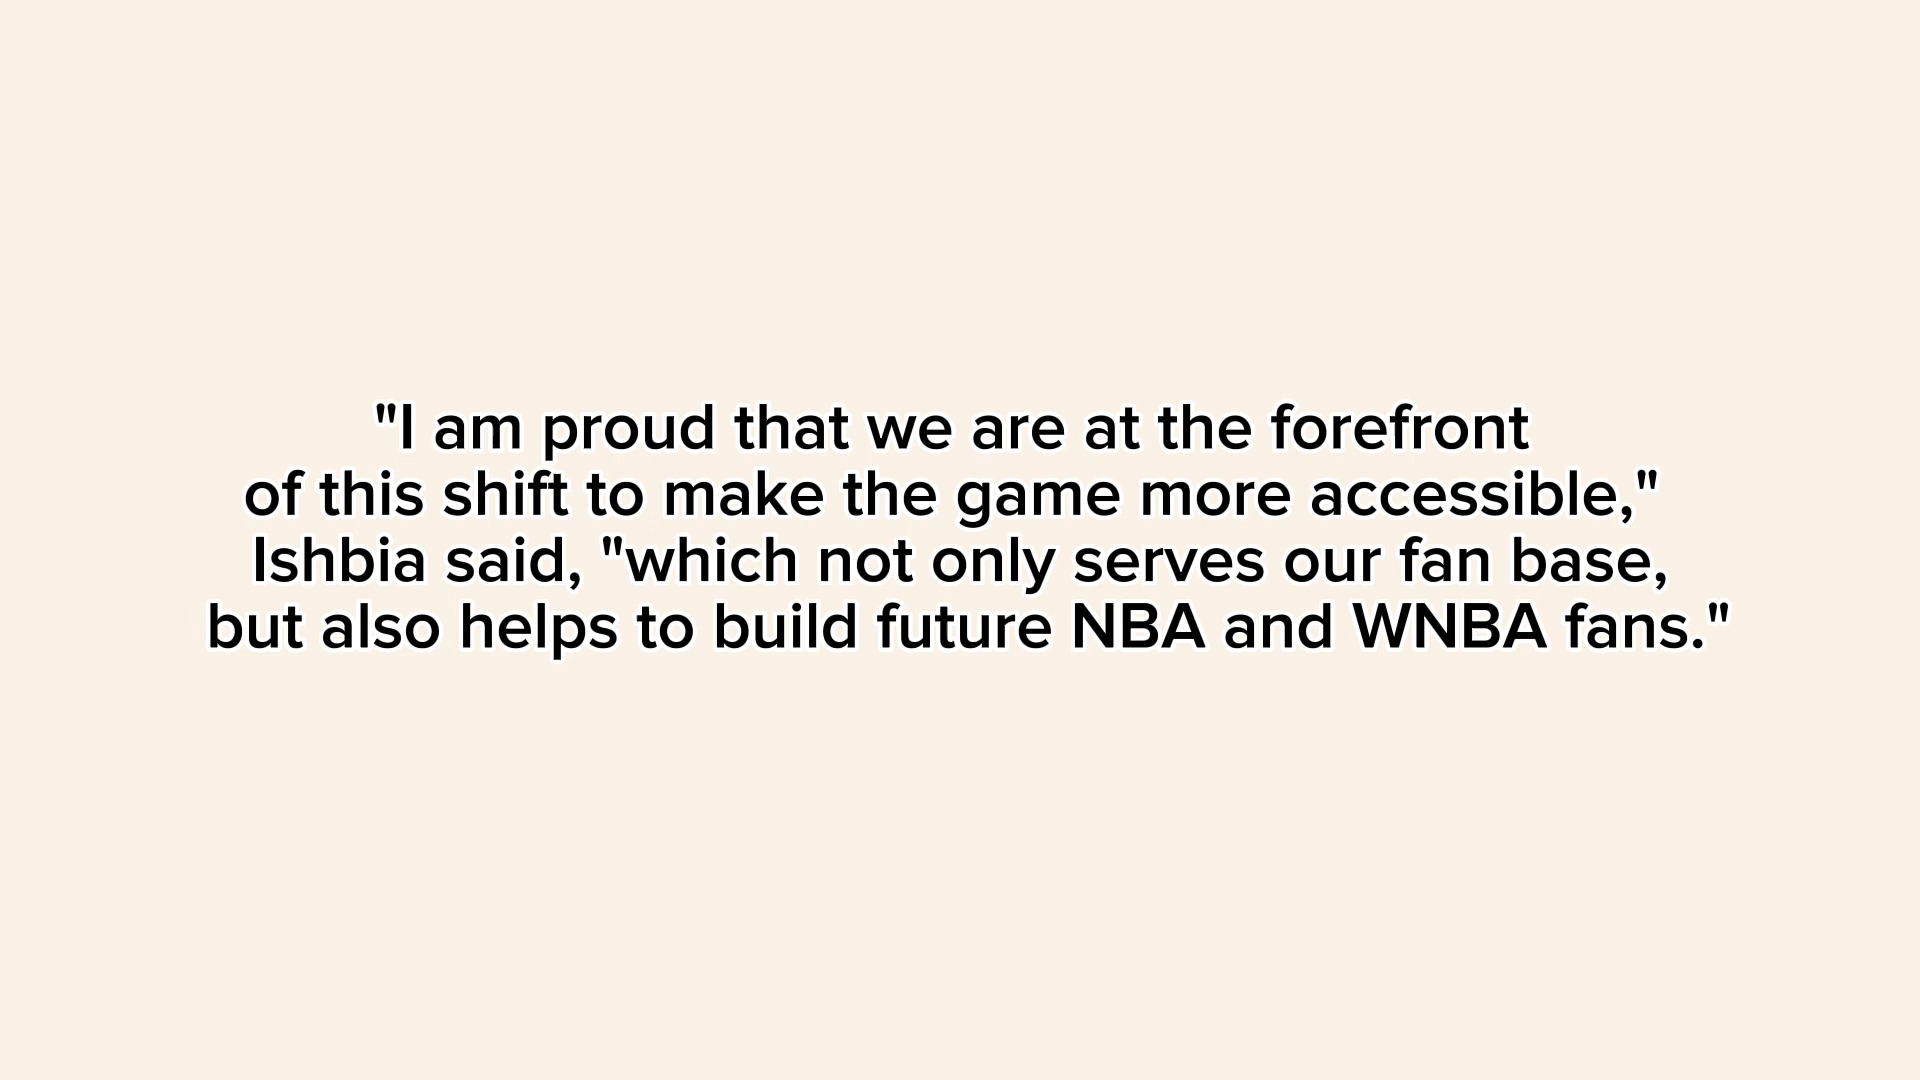 "I am proud that we are at the forefront
of this shift to make the game more accessible,"
Ishbia said, "which not only serves our fan base,
but also helps to build future NBA and WNBA fans."